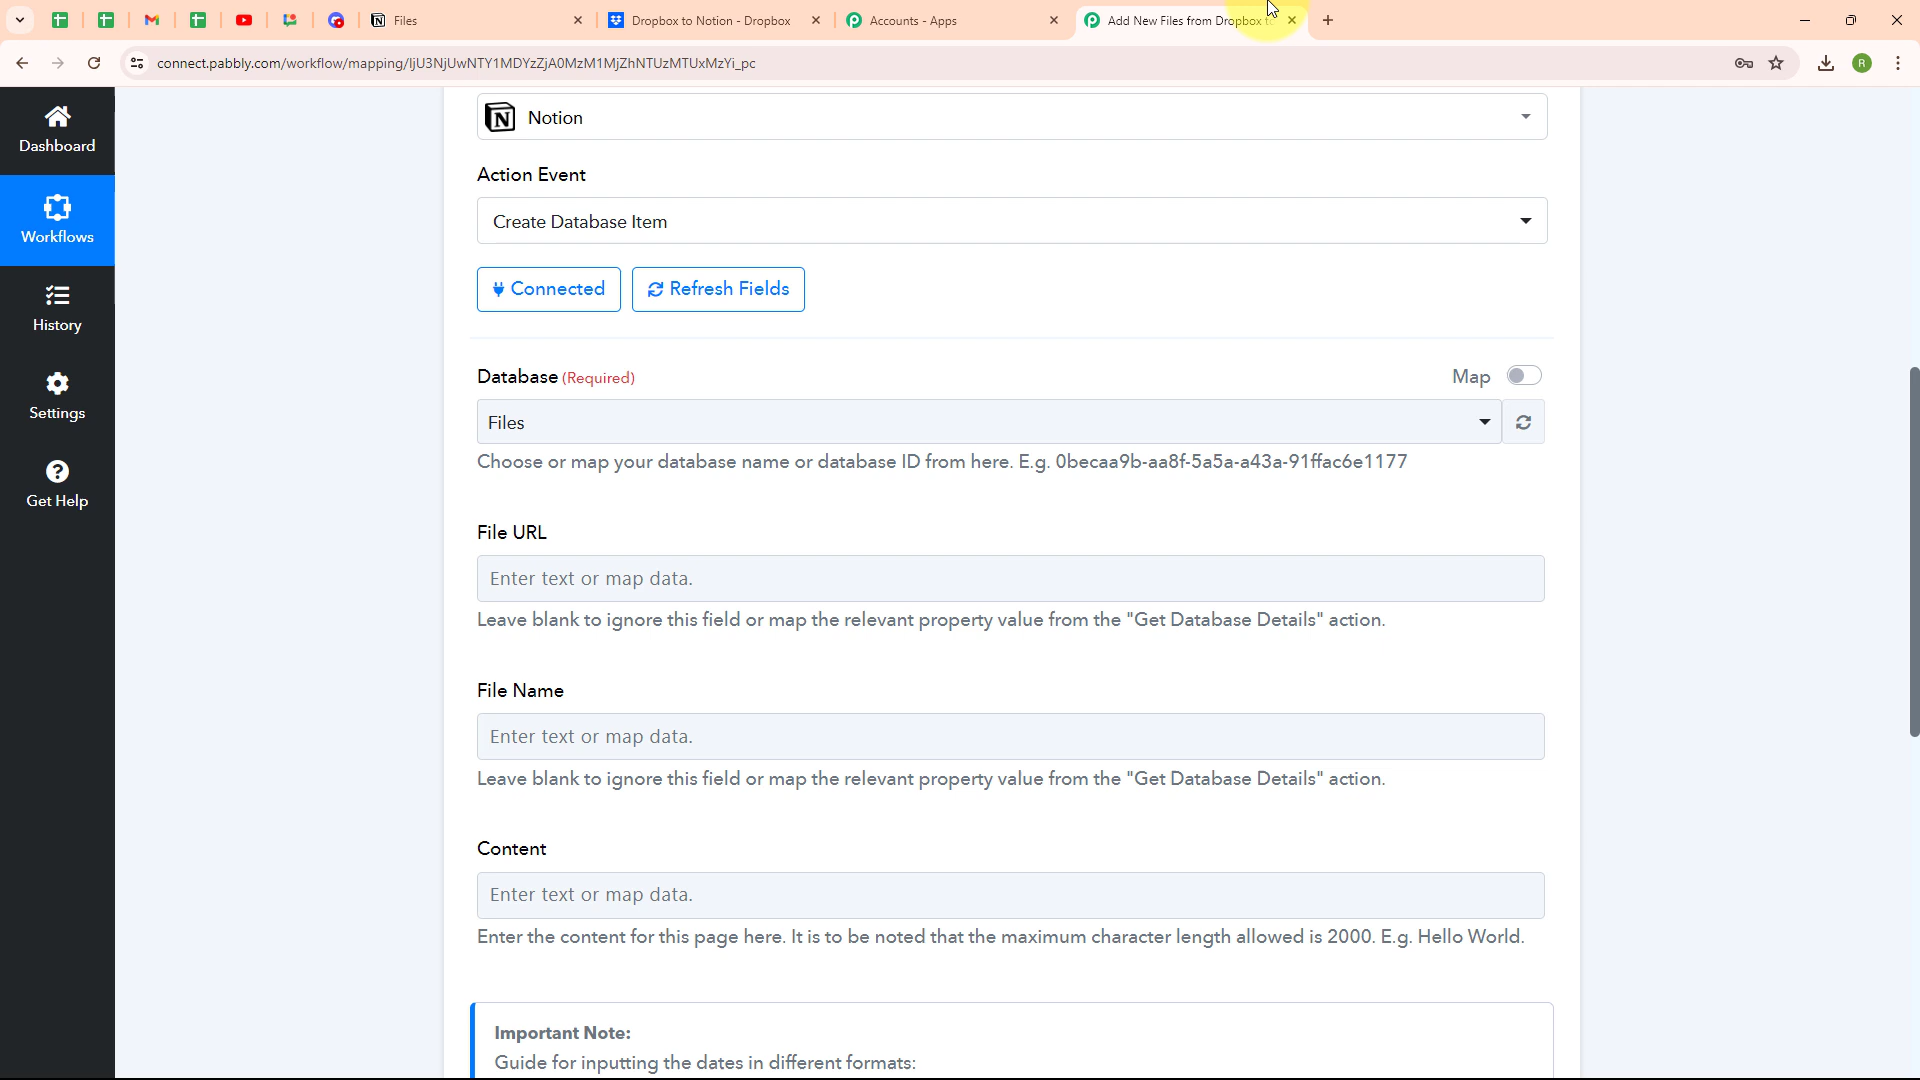 Files
Dropbox to Notion - Dropbox
Accounts - Apps
Add New Files from Dropbox to
connect.pabbly.com/workflow/mapping/IjU3NjUwNTY1MDYzZjA0MzM1MjZhNTUzMTUxMzYi_pc
R
Dashboard
Workflows
History
Settings
Get Help
Notion
Action Event
Create Database Item
Connected
Refresh Fields
Database (Required)
Map
Files
Choose or map your database name or database ID from here. E.g. 0becaa9b-aa8f-5a5a-a43a-91ffac6e1177
File URL
Enter text or map data.
Leave blank to ignore this field or map the relevant property value from the "Get Database Details" action.
File Name
Enter text or map data.
Leave blank to ignore this field or map the relevant property value from the "Get Database Details" action.
Content
Enter text or map data.
Enter the content for this page here. It is to be noted that the maximum character length allowed is 2000. E.g. Hello World.
Important Note:
Guide for inputting the dates in different formats: